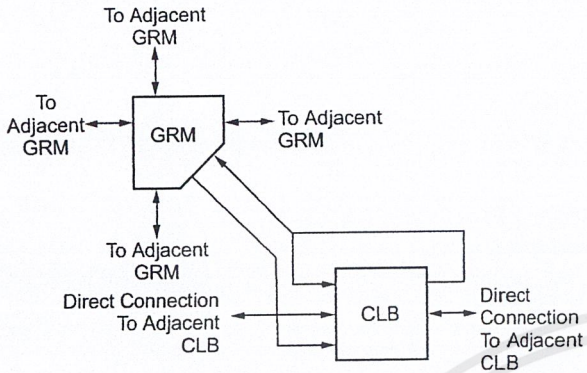 To Adjacent
GRM
To
Adjacent
GRM
GRM
To Adjacent
GRM
To Adjacent
GRM
Direct Connection
To Adjacent
CLB
CLB
Direct
Connection
To Adjacent
CLB